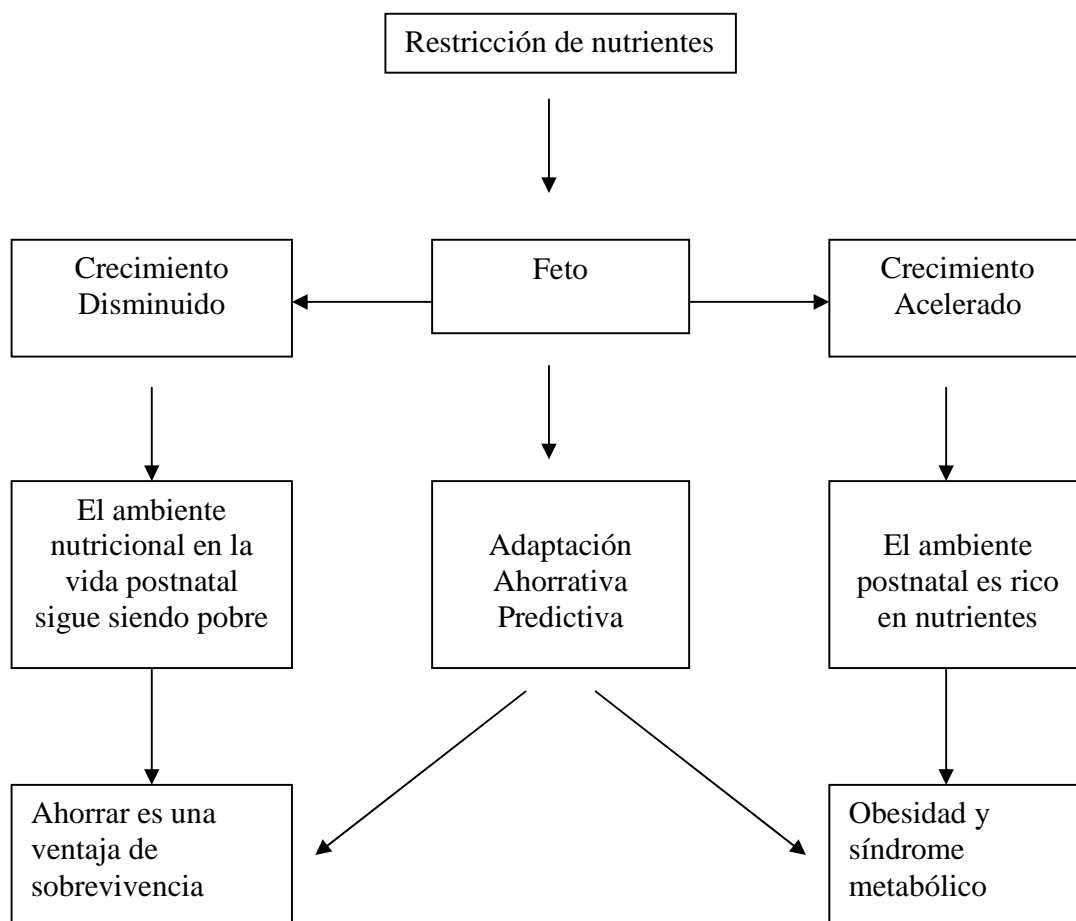 Restricción de nutrientes
Crecimiento
Disminuido
Feto
Crecimiento
Acelerado
El ambiente
nutricional en la
vida postnatal
sigue siendo pobre
Adaptación
Ahorrativa
Predictiva
El ambiente
postnatal es rico
en nutrientes
Ahorrar es una
ventaja de
sobrevivencia
Obesidad y
síndrome
metabólico